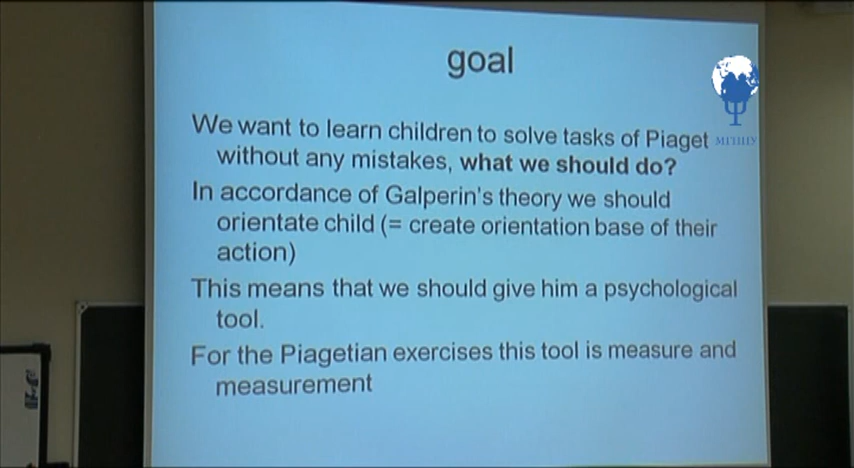 goal
We want to learn children to solve tasks of Piaget
without any mistakes, what we should do?
In accordance of Galperin's theory we should
orientate child (= create orientation base of their
action)
This means that we should give him a psychological
tool.
For the Piagetian exercises this tool is measure and
measurement
МГППУ